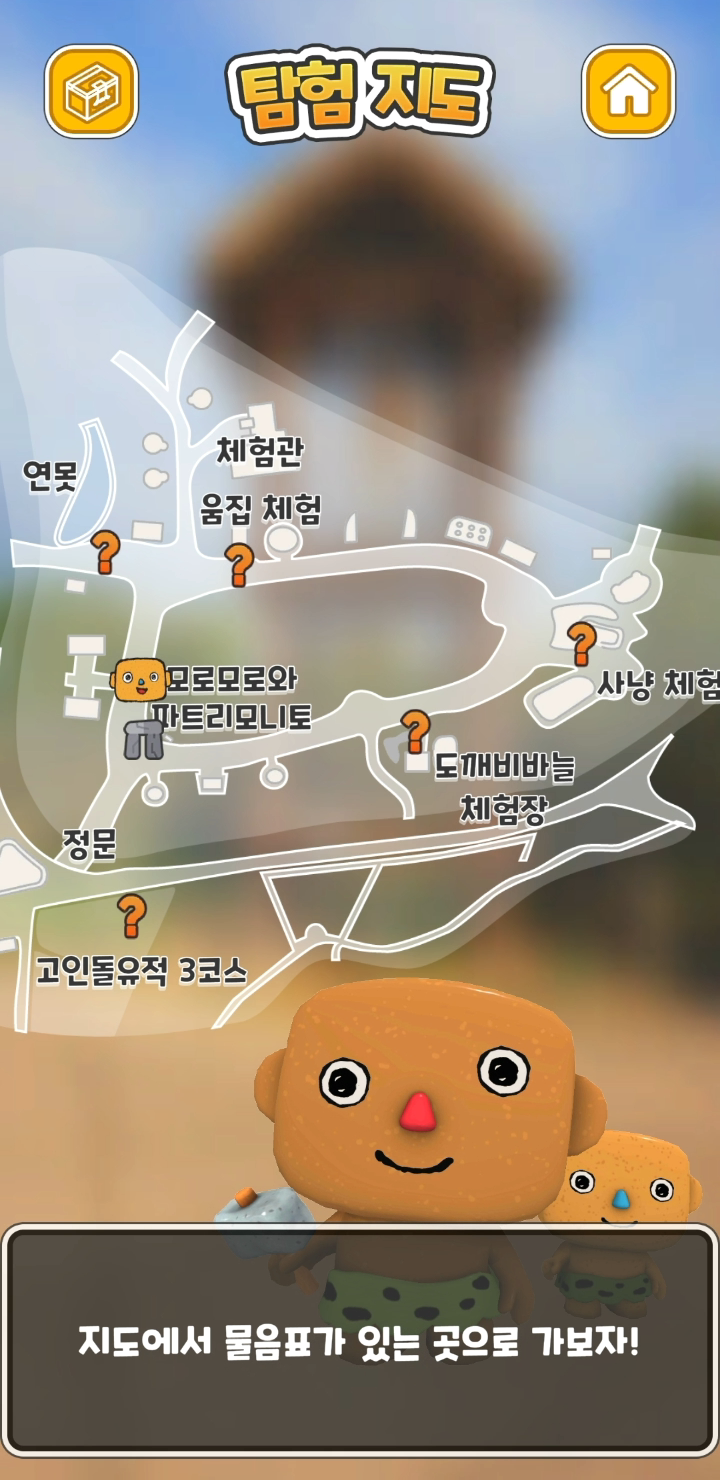 탐험 지도
체험관
연못
움집 체험
?
?
?
모로모로와
파트리모니토
사냥 체험
?
도깨비바늘
체험장
정문
?
고인돌유적 3코스
지도에서 물음표가 있는 곳으로 가보자!